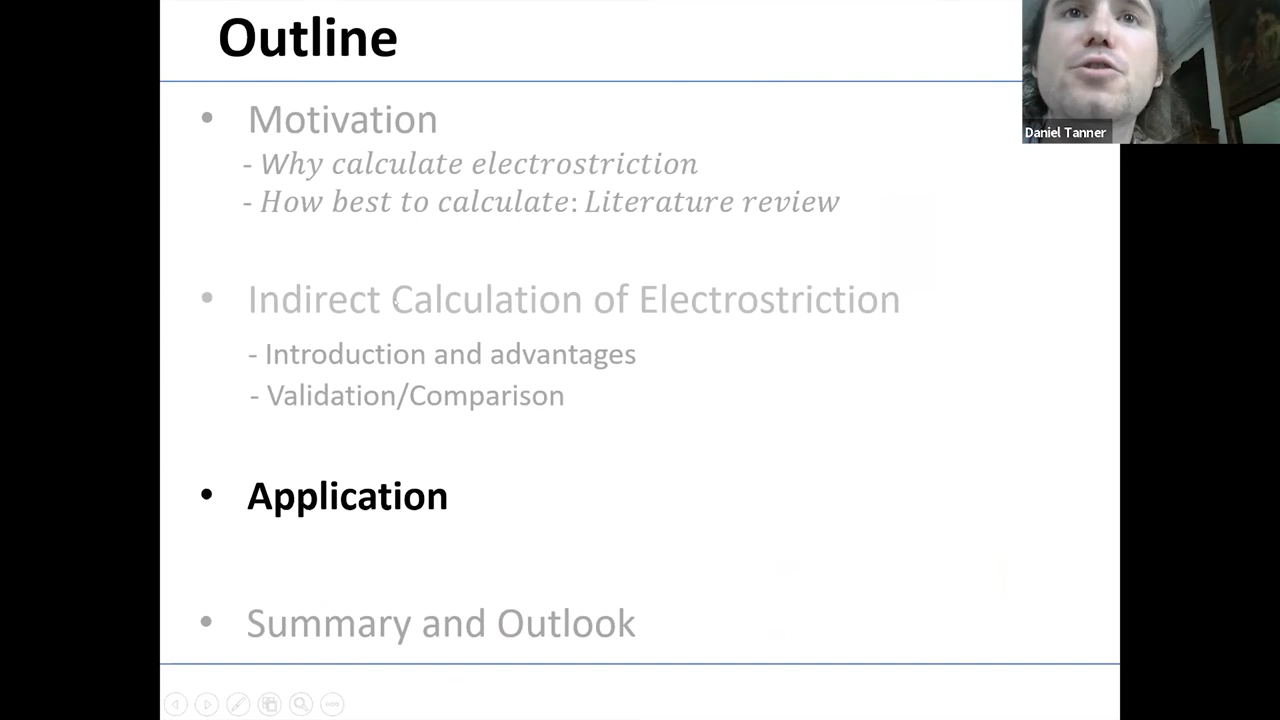 Outline
Daniel Tanner
• Motivation
- Why calculate electrostriction
- How best to calculate: Literature review
• Indirect Calculation of Electrostriction
- Introduction and advantages
- Validation/Comparison
• Application
• Summary and Outlook